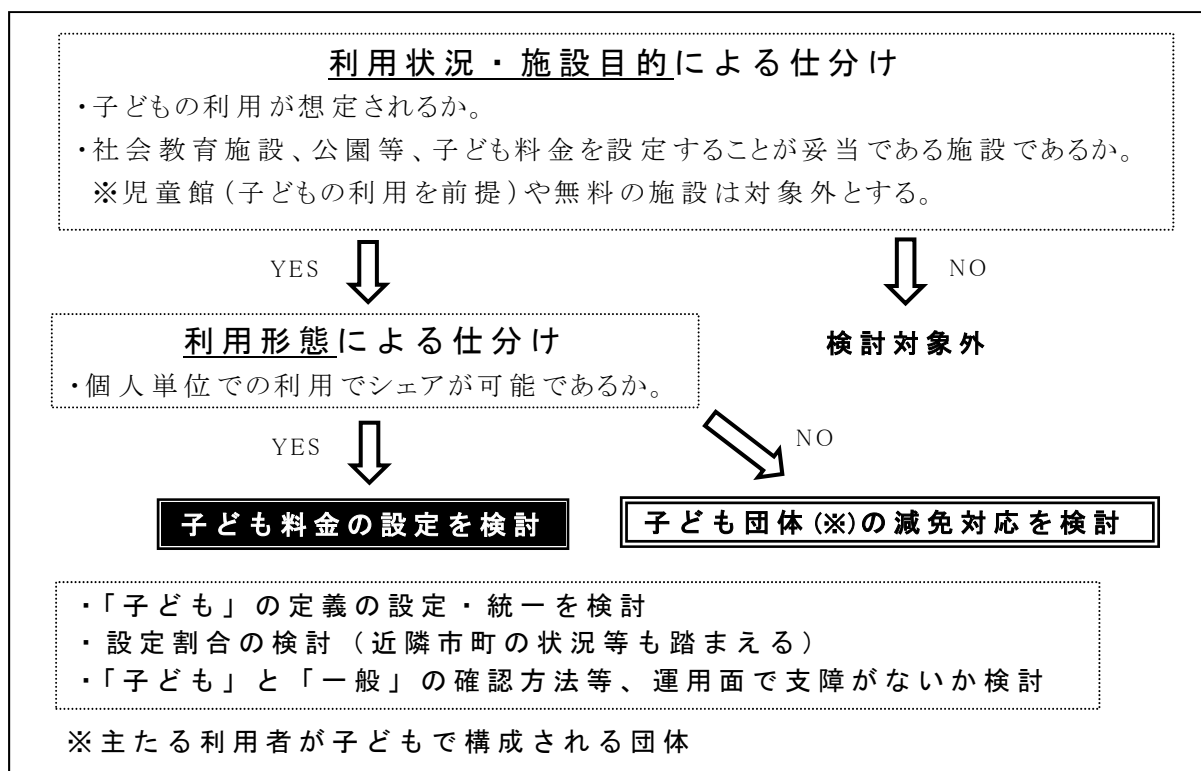 利用状況・施設目的による仕分け
・子どもの利用が想定されるか。
・社会教育施設、公園等、子ども料金を設定することが妥当である施設であるか。
※児童館(子どもの利用を前提)や無料の施設は対象外とする。
YES
NO
利用形態による仕分け
・個人単位での利用でシェアが可能であるか。
検討対象外
YES
NO
子ども料金の設定を検討
子ども団体(※)の減免対応を検討
・「子ども」の定義の設定・統一を検討
・設定割合の検討(近隣市町の状況等も踏まえる)
・「子ども」と「一般」の確認方法等、運用面で支障がないか検討
※主たる利用者が子どもで構成される団体